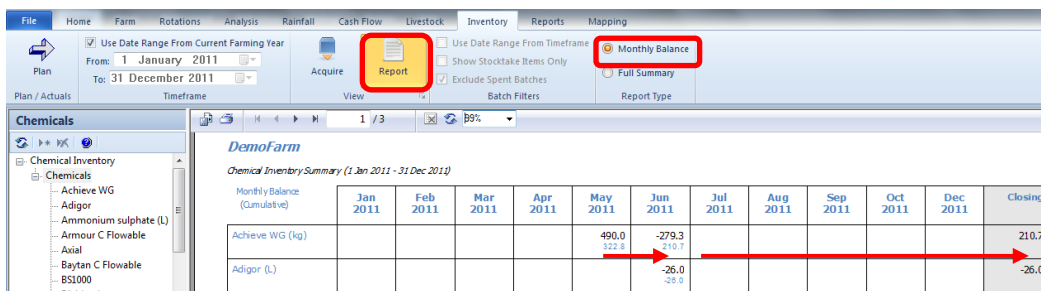 File Home Farm Rotations Analysis Rainfall Cash Flow Livestock Inventory Reports Mapping
Plan
Plan / Actuals
Use Date Range From Current Farming Year
From: 1 January 2011
To: 31 December 2011
Timeframe
Acquire
Report
View
Use Date Range From Timeframe
Show Stocktake Items Only
Exclude Spent Batches
Batch Filters
Monthly Balance
Full Summary
Report Type
Chemicals
1 / 3 89%
Chemical Inventory
Chemicals
Achieve WG
Adigor
Ammonium sulphate (L)
Armour C Flowable
Axial
Baytan C Flowable
BS1000
DemoFarm
Chemical Inventory Summary (1 Jan 2011 - 31 Dec 2011)
Monthly Balance (Cumulative) Jan 2011 Feb 2011 Mar 2011 Apr 2011 May 2011 Jun 2011 Jul 2011 Aug 2011 Sep 2011 Oct 2011 Dec 2011 Closing
Achieve WG (kg) 490.0 -279.3 210.7
322.8 210.7
Adigor (L) -26.0 -26.0
-26.0